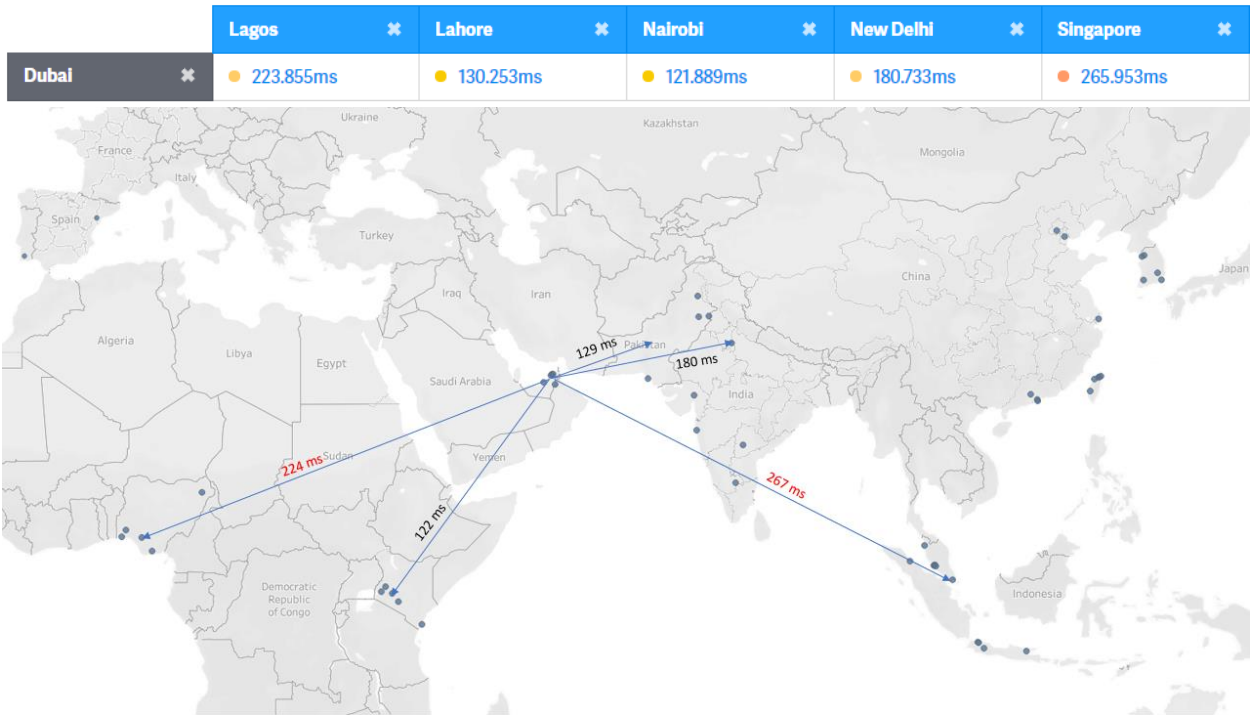 Lagos ✖ Lahore ✖ Nairobi ✖ New Delhi ✖ Singapore ✖
Dubai ✖ 223.855ms 130.253ms 121.889ms 180.733ms 265.953ms
Ukraine
Kazakhstan
France
Mongolia
Italy
Spain
Turkey
China
Japan
Iraq
Iran
Algeria
Libya
Egypt
129 ms
Pakistan
180 ms
Saudi Arabia
India
Sudan
Yemen
224 ms
267 ms
122 ms
Democratic
Republic
of Congo
Indonesia